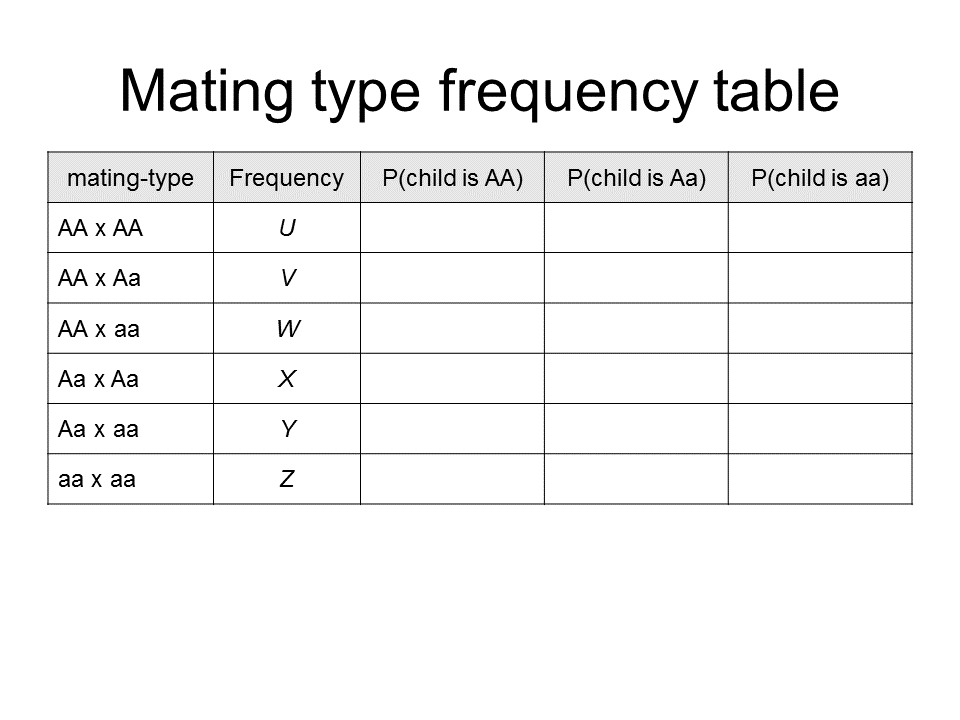 Mating type frequency table
mating-type Frequency P(child is AA) P(child is Aa) P(child is aa)
AA x AA U
AA x Aa V
AA x aa W
Aa x Aa X
Aa x aa Y
aa x aa Z